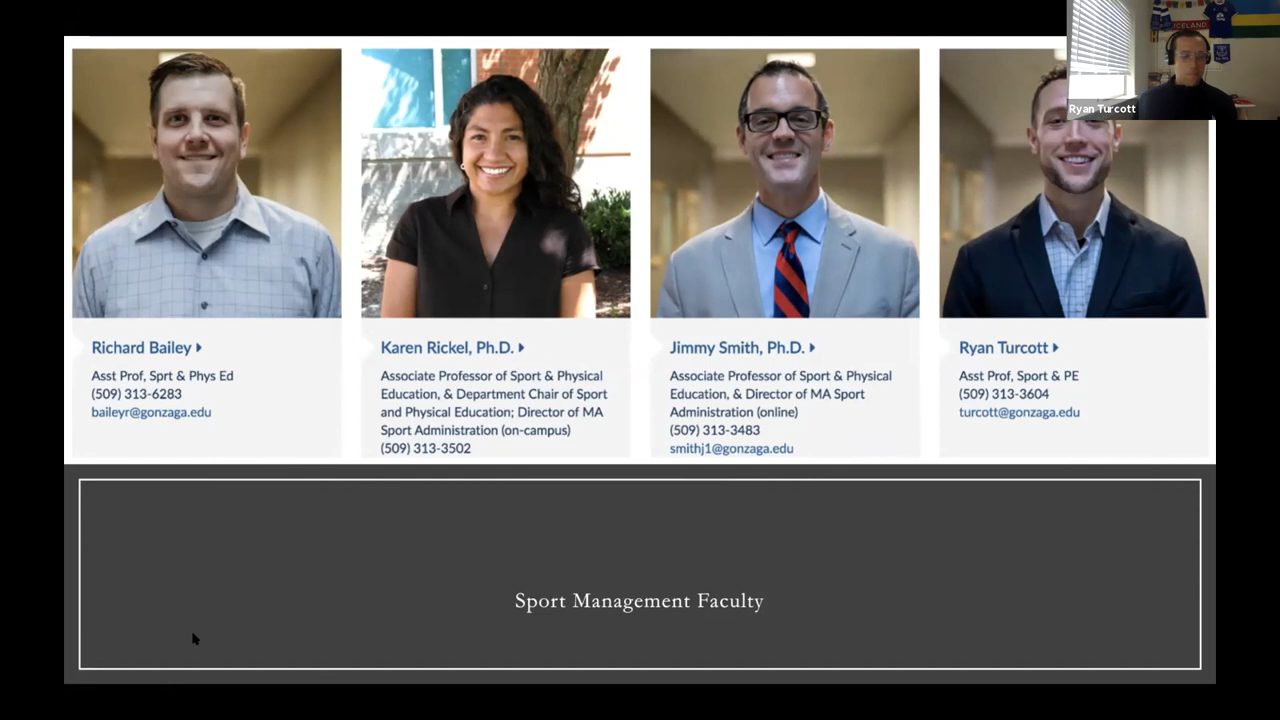 ICELAND
Ryan Turcott
Richard Bailey
Asst Prof, Sprt & Phys Ed
(509) 313-6283
baileyr@gonzaga.edu
Karen Rickel, Ph.D.
Associate Professor of Sport & Physical
Education, & Department Chair of Sport
and Physical Education; Director of MA
Sport Administration (on-campus)
(509) 313-3502
Jimmy Smith, Ph.D.
Associate Professor of Sport & Physical
Education, & Director of MA Sport
Administration (online)
(509) 313-3483
smithj1@gonzaga.edu
Ryan Turcott
Asst Prof, Sport & PE
(509) 313-3604
turcott@gonzaga.edu
Sport Management Faculty